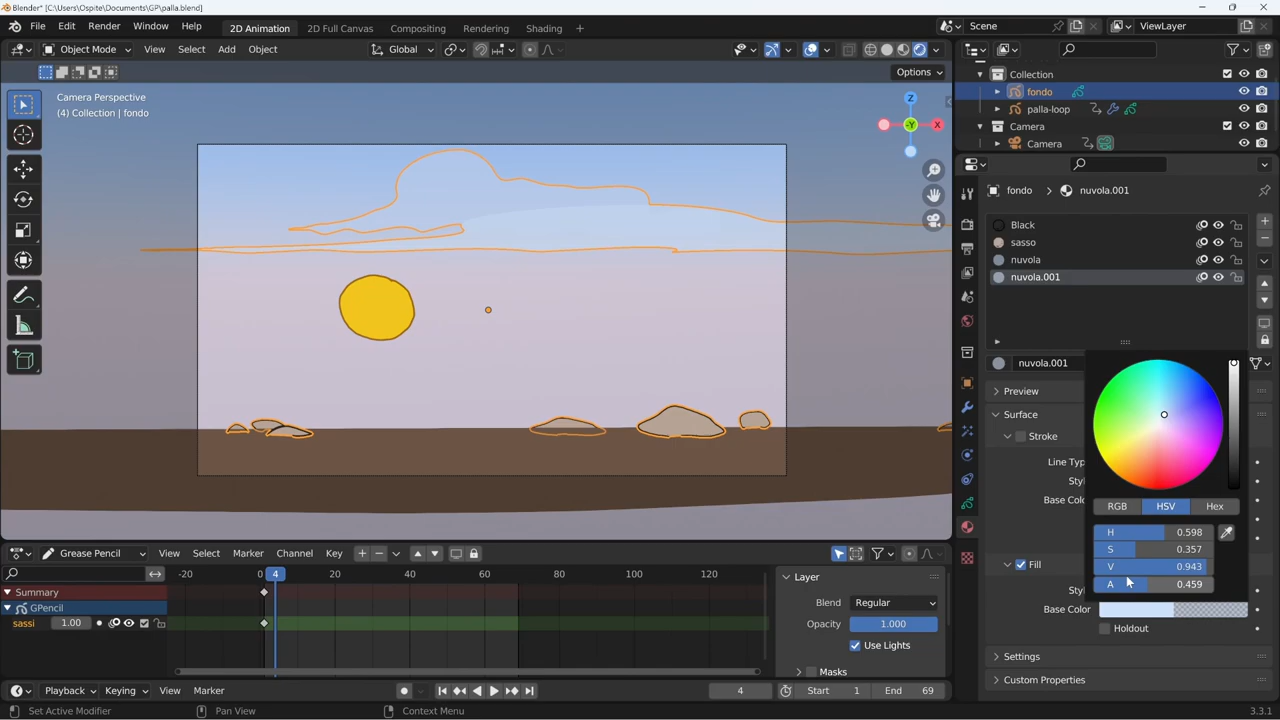 Blender* [C:\Users\Ospite\Documents\GP\palla.blend]
File Edit Render Window Help 2D Animation 2D Full Canvas Compositing Rendering Shading + Scene ViewLayer
Object Mode View Select Add Object Global
Options
Camera Perspective
(4) Collection | fondo
Z
-Y
X
Collection
fondo
palla-loop
Camera
Camera
fondo > nuvola.001
Black
sasso
nuvola
nuvola.001
nuvola.001
Preview
Surface
Stroke
Line Type
Sty
Base Colo
RGB HSV Hex
H 0.598
S 0.357
V 0.943
A 0.459
Fill
Sty
Base Color
Holdout
Settings
Custom Properties
Grease Pencil View Select Marker Channel Key
-20 0 4 20 40 60 80 100 120
Summary
GPencil
sassi 1.00
Layer
Blend Regular
Opacity 1.000
Use Lights
Masks
Playback Keying View Marker 4 Start 1 End 69
Set Active Modifier Pan View Context Menu 3.3.1